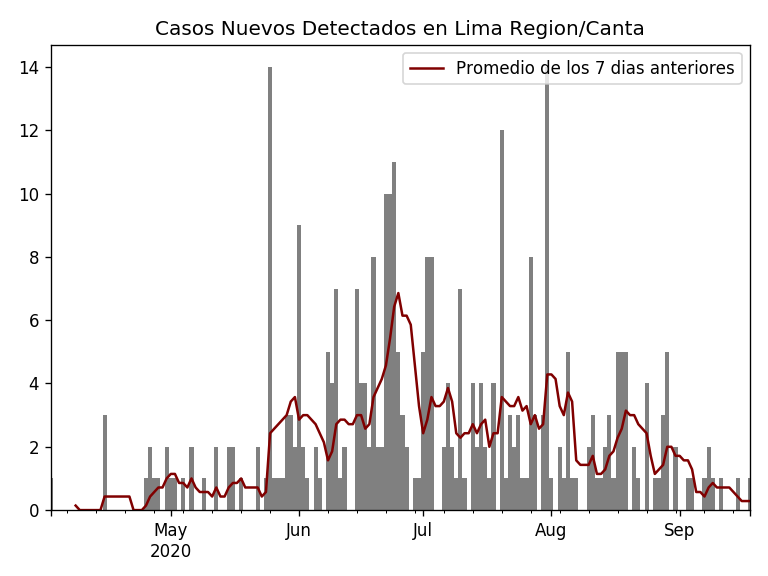 Casos Nuevos Detectados en Lima Region/Canta
Promedio de los 7 dias anteriores
14
12
10
8
6
4
2
0
May
2020
Jun
Jul
Aug
Sep